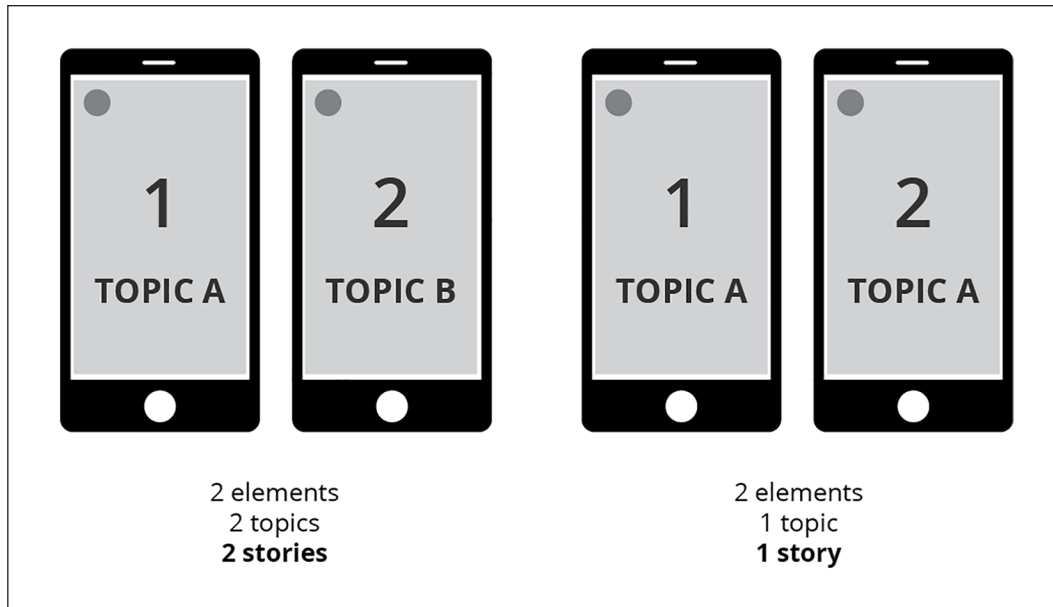 1
TOPIC A
2
TOPIC B
1
TOPIC A
2
TOPIC A
2 elements
2 topics
2 stories
2 elements
1 topic
1 story